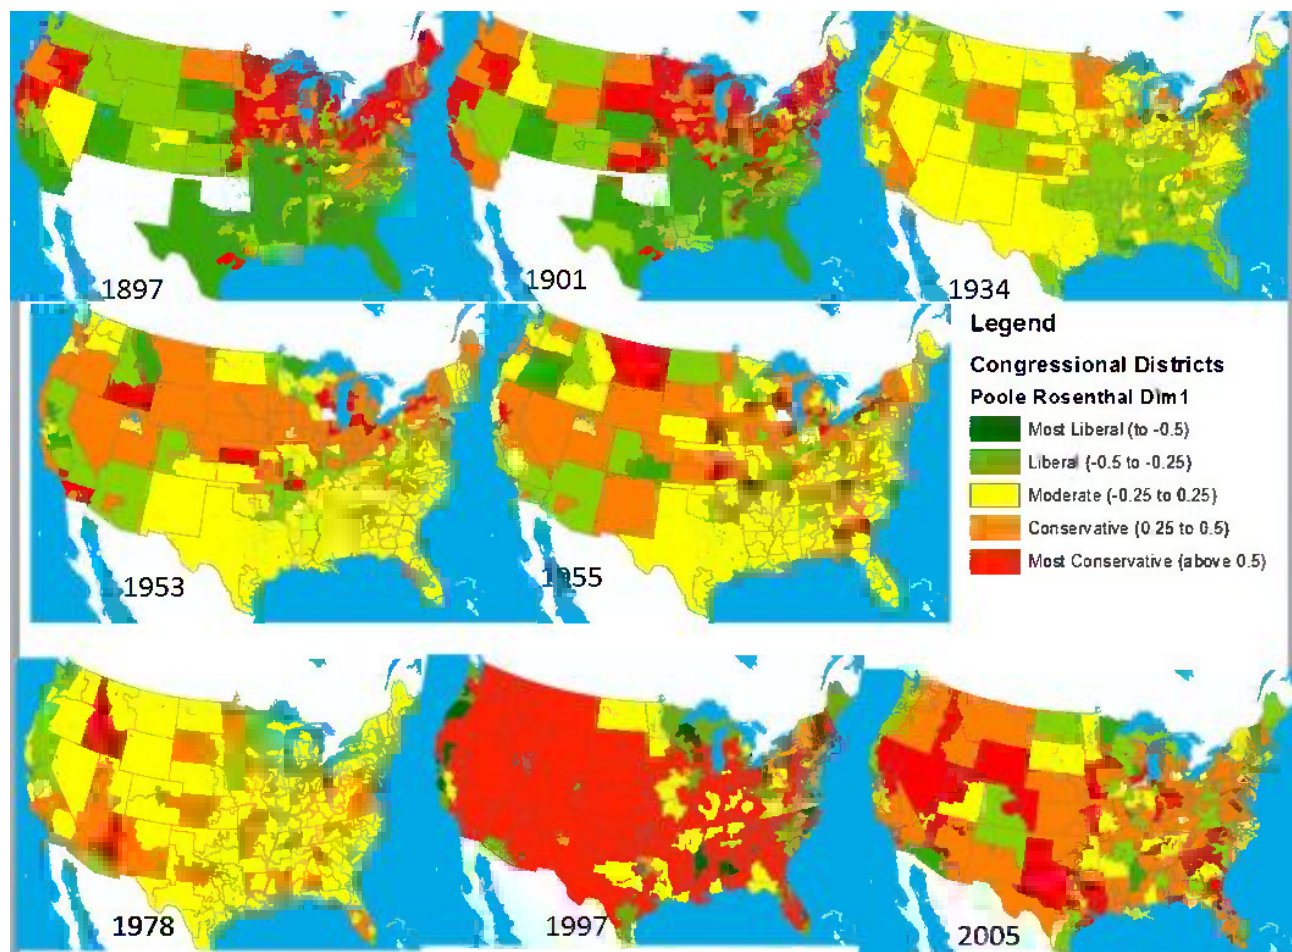 1897
1901
1934
Legend
Congressional Districts
Poole Rosenthal Dim1
Most Liberal (to -0.5)
Liberal (-0.5 to -0.25)
Moderate (-0.25 to 0.25)
Conservative (0.25 to 0.5)
Most Conservative (above 0.5)
1953
1955
1978
1997
2005